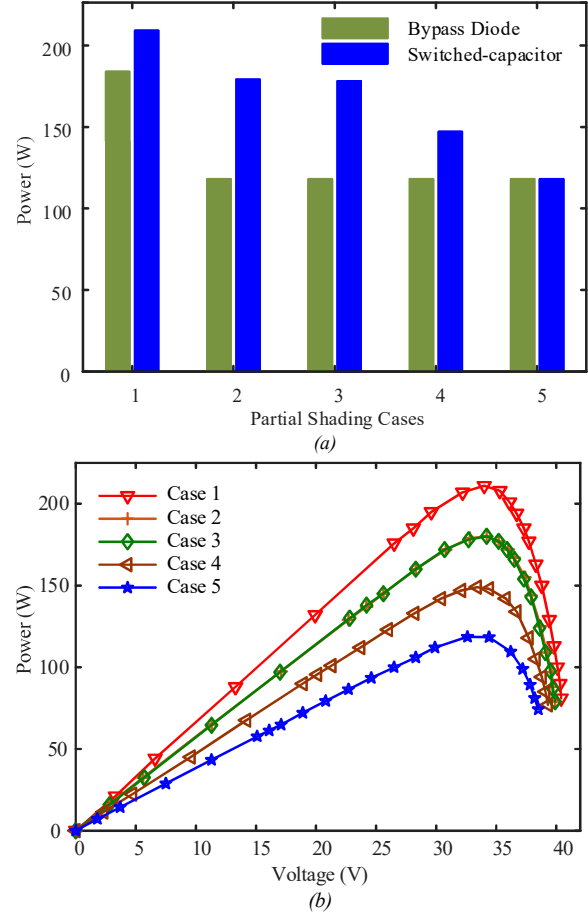 Bypass Diode
Switched-capacitor
200
150
100
50
0
Power (W)
1 2 3 4 5
Partial Shading Cases
(a)
Case 1
Case 2
Case 3
Case 4
Case 5
200
150
100
50
0
Power (W)
0 5 10 15 20 25 30 35 40
Voltage (V)
(b)